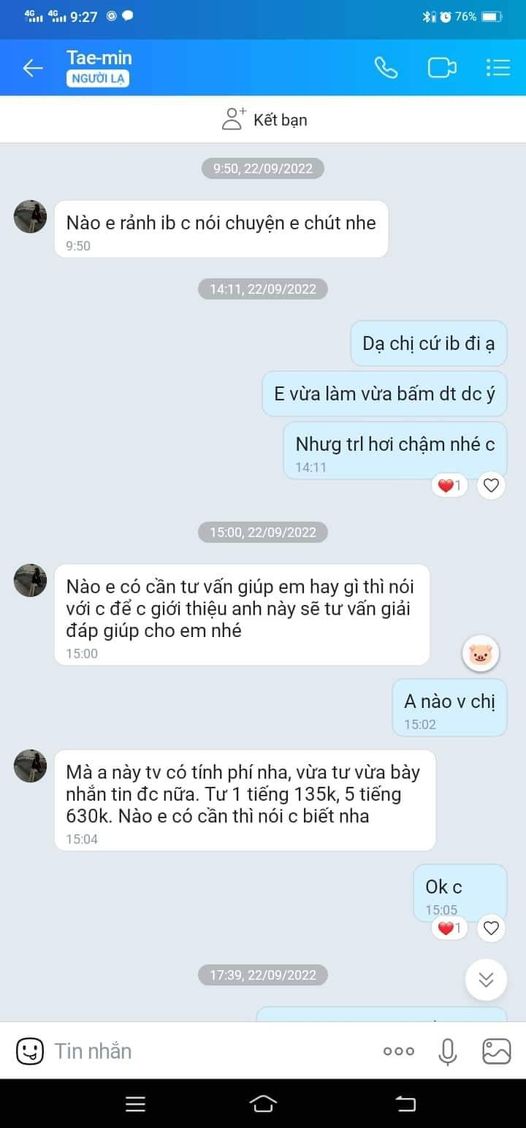 4G 4G 9:27 76%
Tae-min
NGƯỜI LẠ
Kết bạn
9:50, 22/09/2022
Nào e rảnh ib c nói chuyện e chút nhe
9:50
14:11, 22/09/2022
Dạ chị cứ ib đi ạ
E vừa làm vừa bấm dt dc ý
Nhưg trl hơi chậm nhé c
14:11
1
15:00, 22/09/2022
Nào e có cần tư vấn giúp em hay gì thì nói
với c để c giới thiệu anh này sẽ tư vấn giải
đáp giúp cho em nhé
15:00
A nào v chị
15:02
Mà a này tv có tính phí nha, vừa tư vừa bày
nhắn tin đc nữa. Tư 1 tiếng 135k, 5 tiếng
630k. Nào e có cần thì nói c biết nha
15:04
Ok c
15:05
1
17:39, 22/09/2022
Tin nhắn